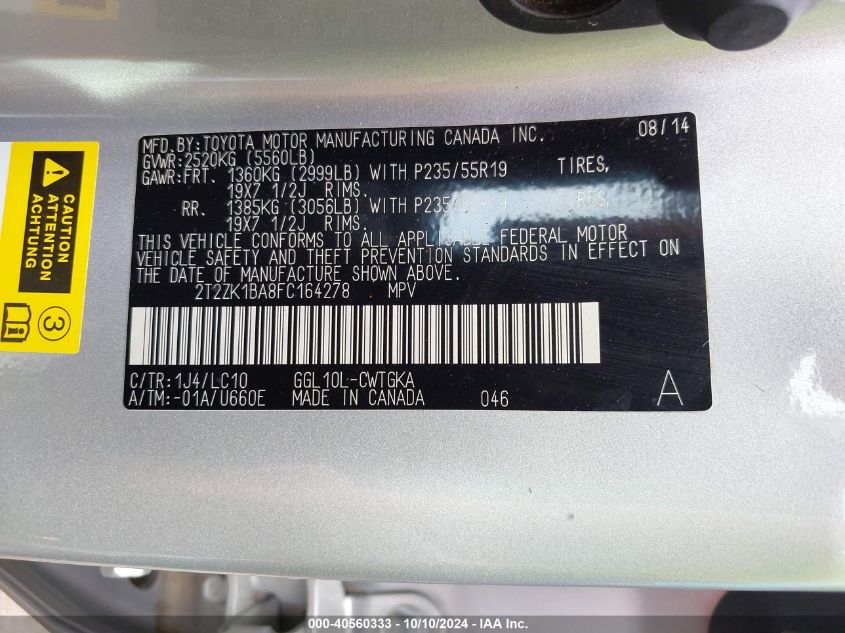 MFD.BY:TOYOTA MOTOR MANUFACTURING CANADA INC. 08/14
GVWR:2520KG (5560LB)
GAWR:FRT. 1360KG (2999LB) WITH P235/55R19 TIRES,
19X7 1/2J RIMS.
RR. 1385KG (3056LB) WITH P235/55R19 TIRES,
19X7 1/2J RIMS.
THIS VEHICLE CONFORMS TO ALL APPLICABLE FEDERAL MOTOR
VEHICLE SAFETY AND THEFT PREVENTION STANDARDS IN EFFECT ON
THE DATE OF MANUFACTURE SHOWN ABOVE.
2T2ZK1BA8FC164278 MPV
C/TR:1J4/LC10 GGL10L-CWTGKA
A/TM:-01A/U660E MADE IN CANADA 046 A
CAUTION
ATTENTION
ACHTUNG
3
000-40560333 - 10/10/2024 - IAA Inc.